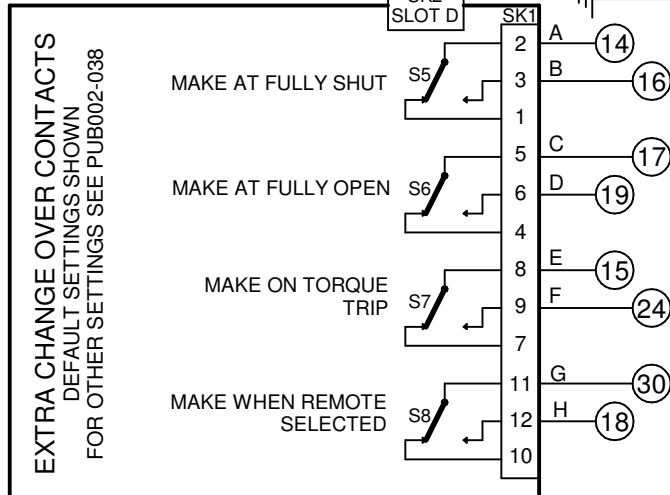 SLOT D
SK1
EXTRA CHANGE OVER CONTACTS
DEFAULT SETTINGS SHOWN
FOR OTHER SETTINGS SEE PUB002-038
MAKE AT FULLY SHUT
S5
2 A 14
3 B 16
1
MAKE AT FULLY OPEN
S6
5 C 17
6 D 19
4
MAKE ON TORQUE
TRIP
S7
8 E 15
9 F 24
7
MAKE WHEN REMOTE
SELECTED
S8
11 G 30
12 H 18
10